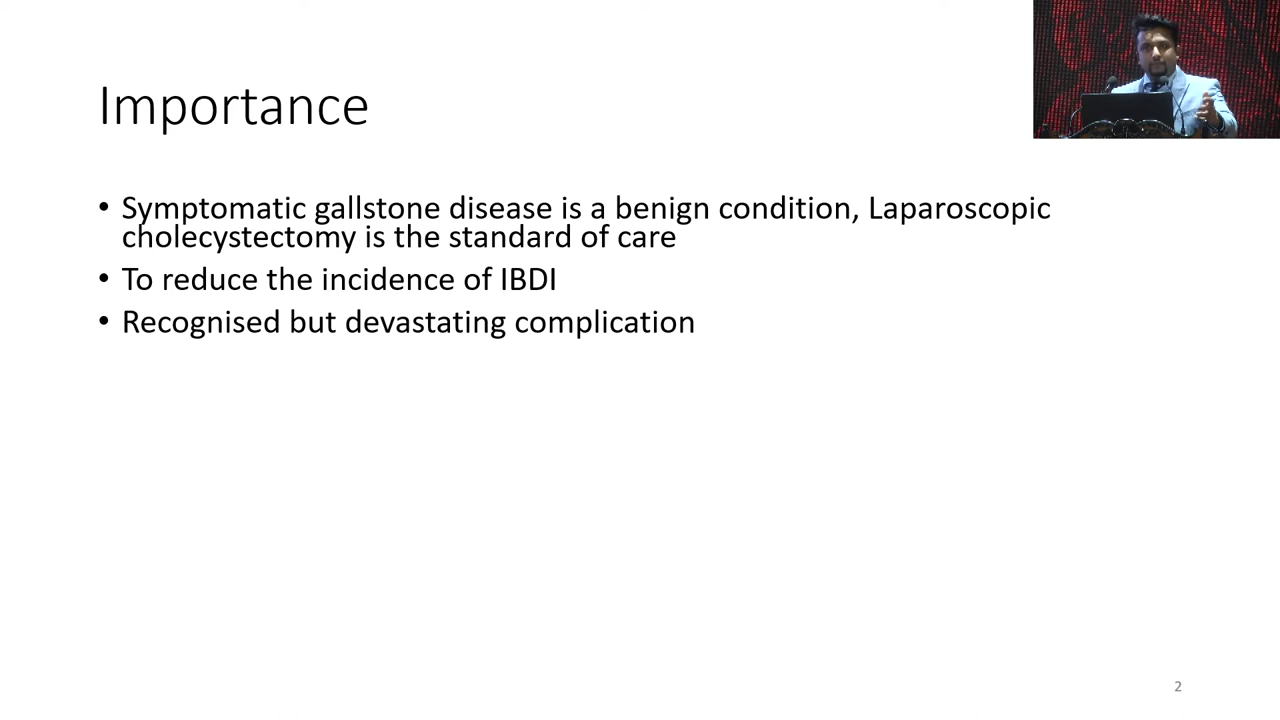 Importance
• Symptomatic gallstone disease is a benign condition, Laparoscopic
cholecystectomy is the standard of care
• To reduce the incidence of IBDI
• Recognised but devastating complication
2